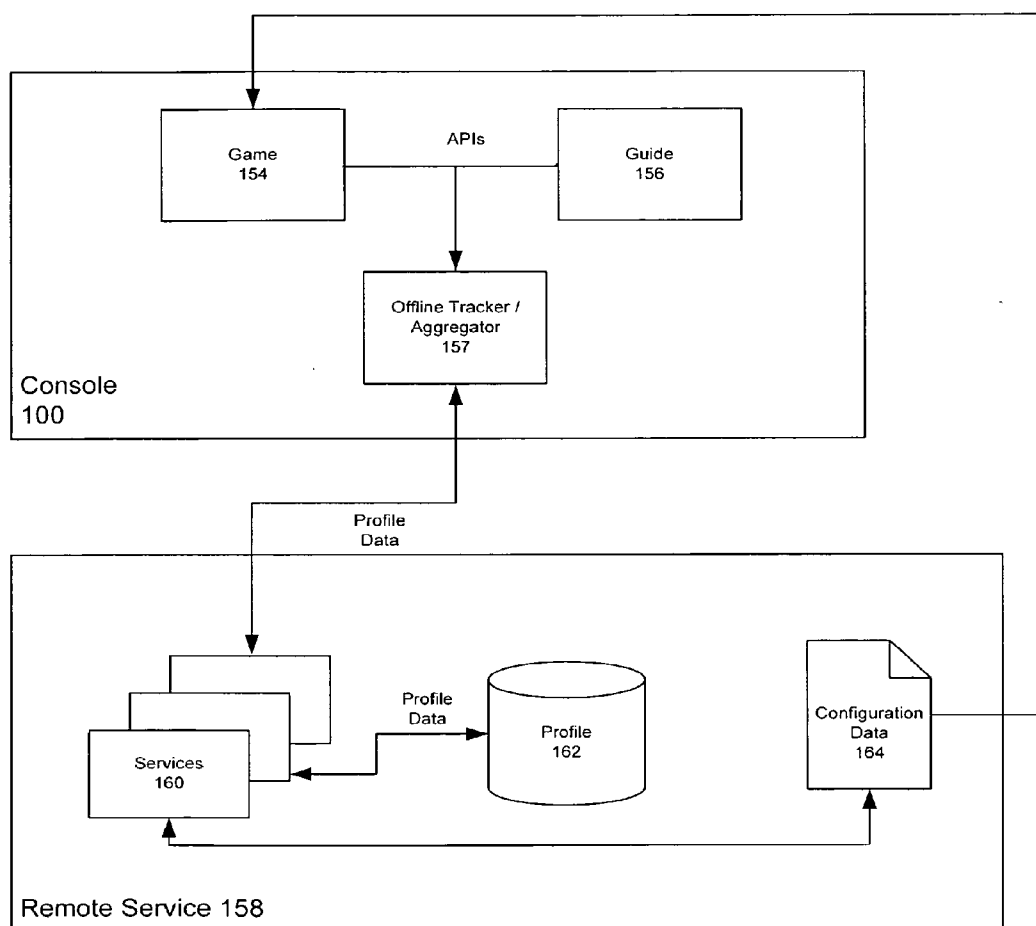 Game
154
APIs
Guide
156
Offline Tracker /
Aggregator
157
Console
100
Profile
Data
Services
160
Profile
Data
Profile
162
Configuration
Data
164
Remote Service 158